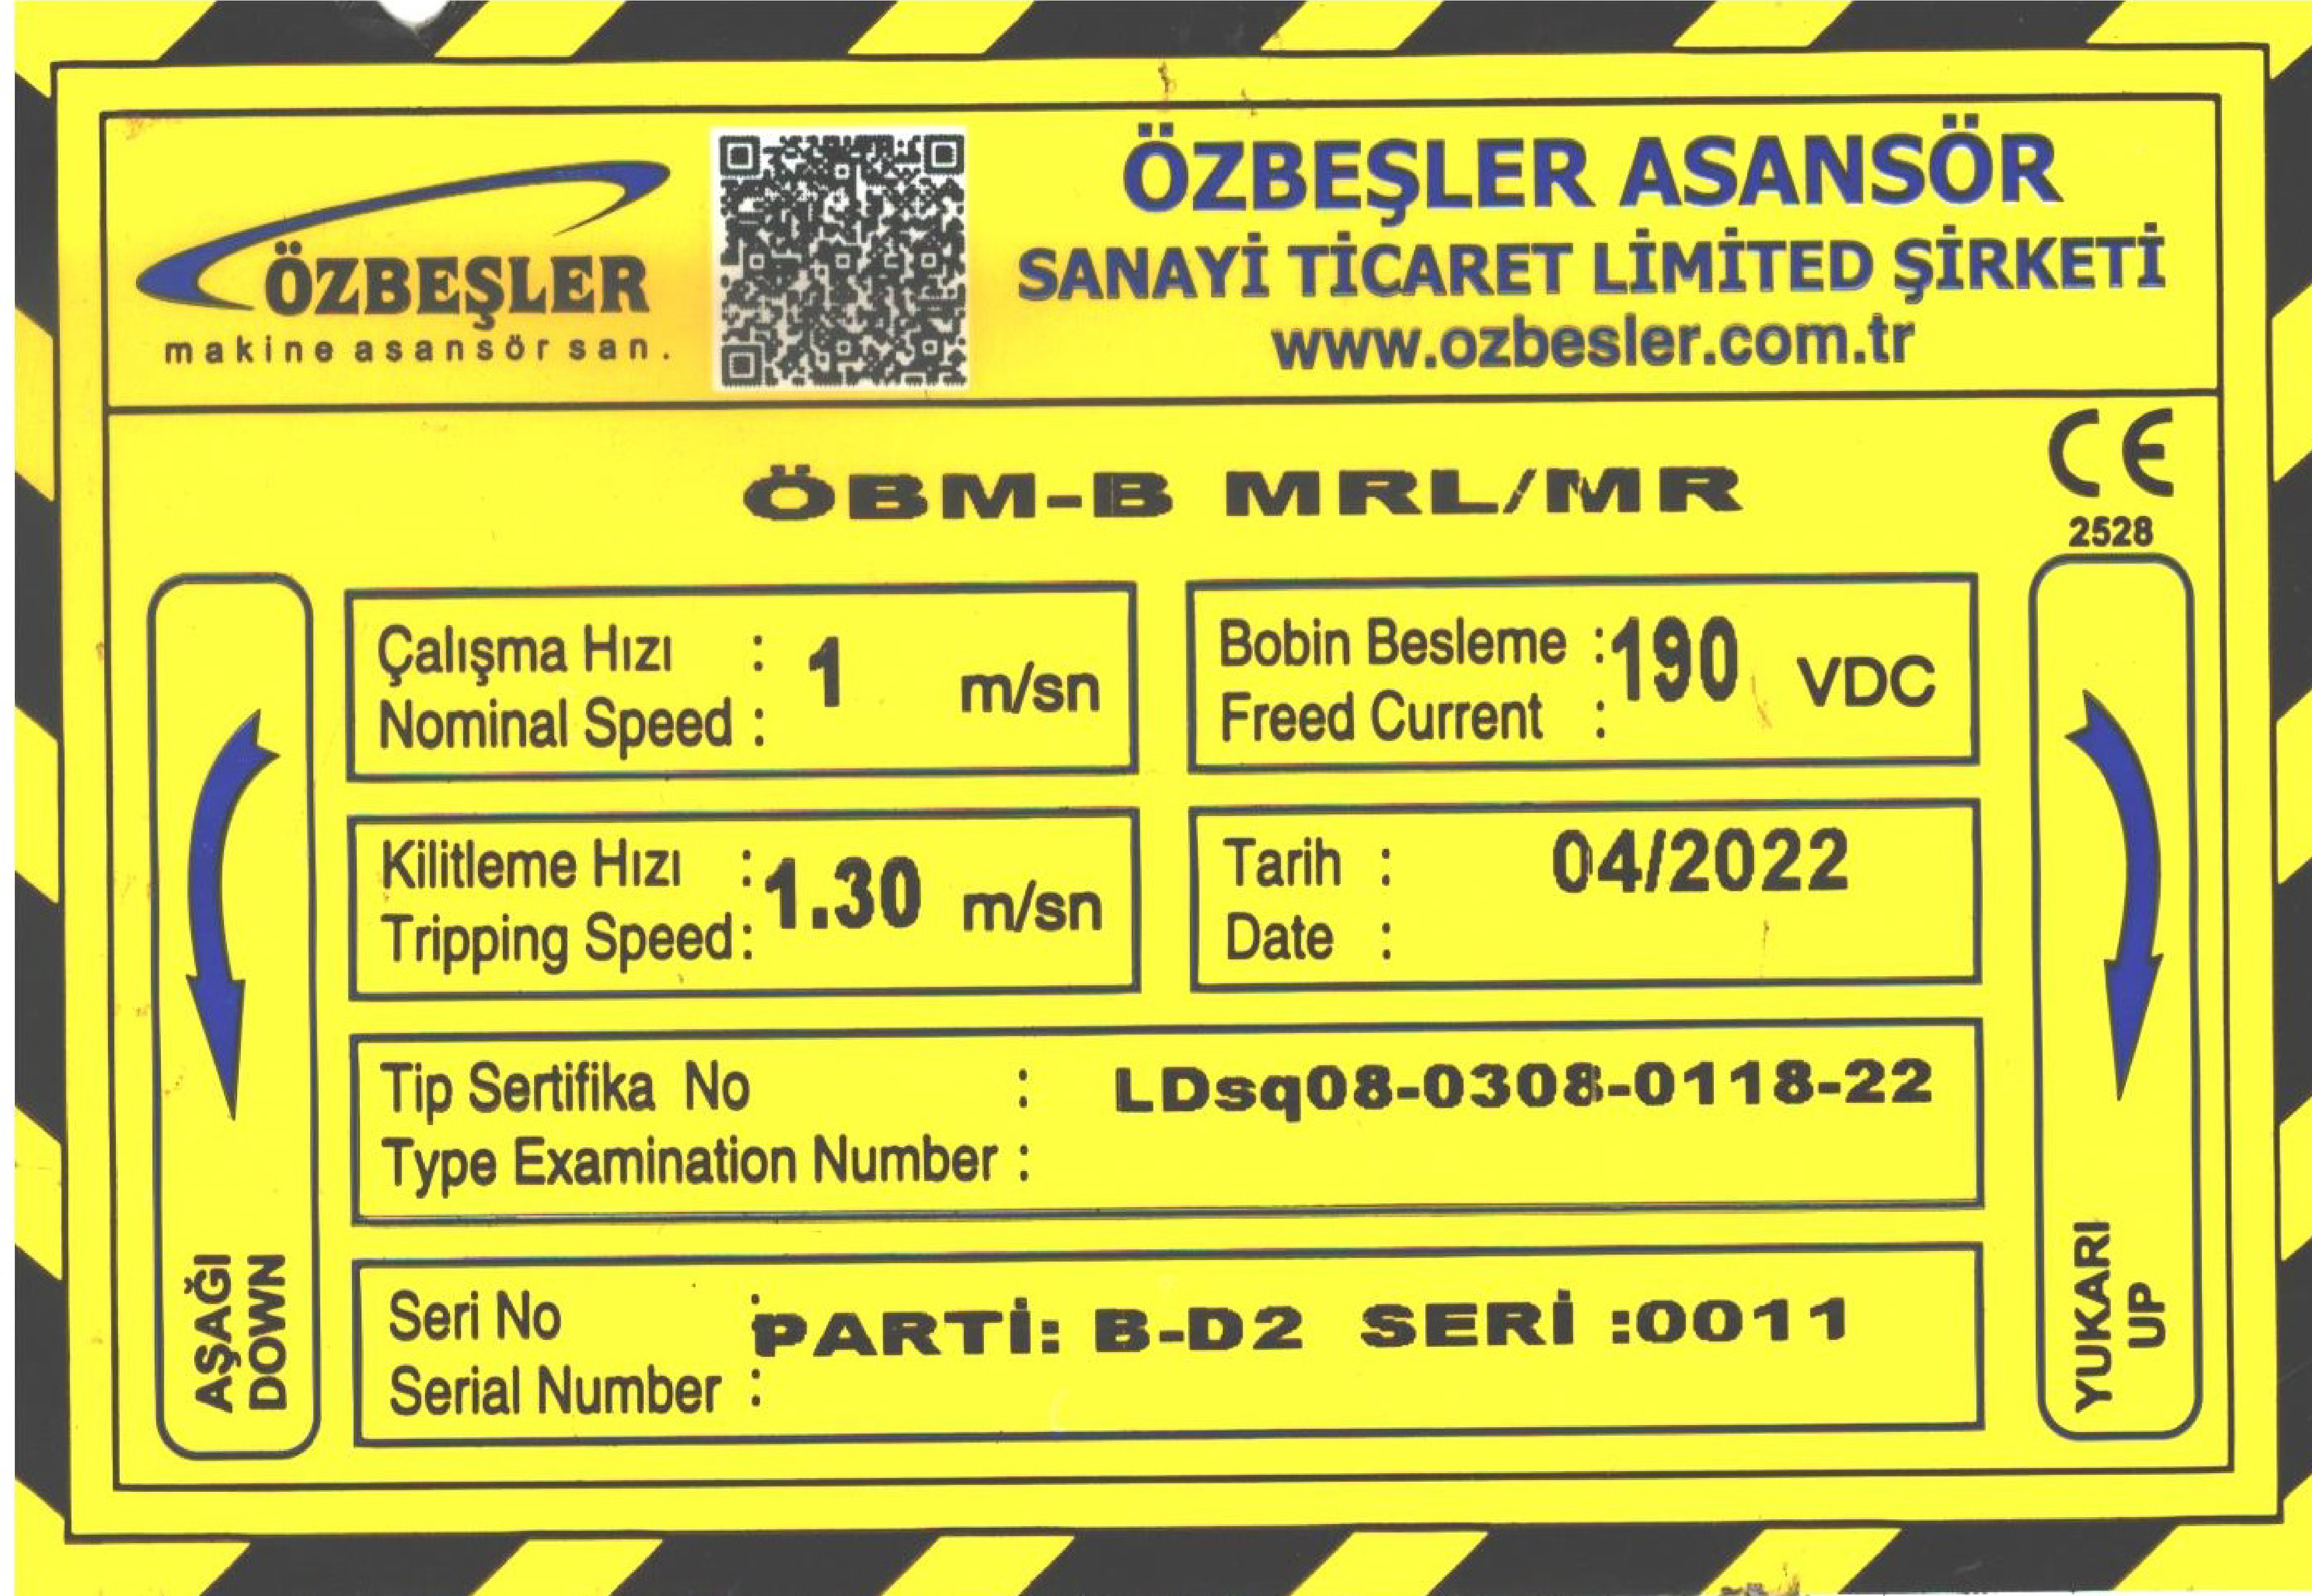 ÖZBEŞLER
makine asansör san.
ÖZBEŞLER ASANSÖR
SANAYİ TİCARET LİMİTED ŞİRKETİ
www.ozbesler.com.tr
CE
2528
ÖBM-B MRL/MR
Çalışma Hızı : 1 m/sn
Nominal Speed :
Bobin Besleme :190 VDC
Freed Current :
Kilitleme Hızı :1.30 m/sn
Tripping Speed:
Tarih : 04/2022
Date :
Tip Sertifika No : LDsq08-0308-0118-22
Type Examination Number :
Seri No : PARTİ: B-D2 SERİ :0011
Serial Number :
AŞAĞI
DOWN
YUKARI
UP